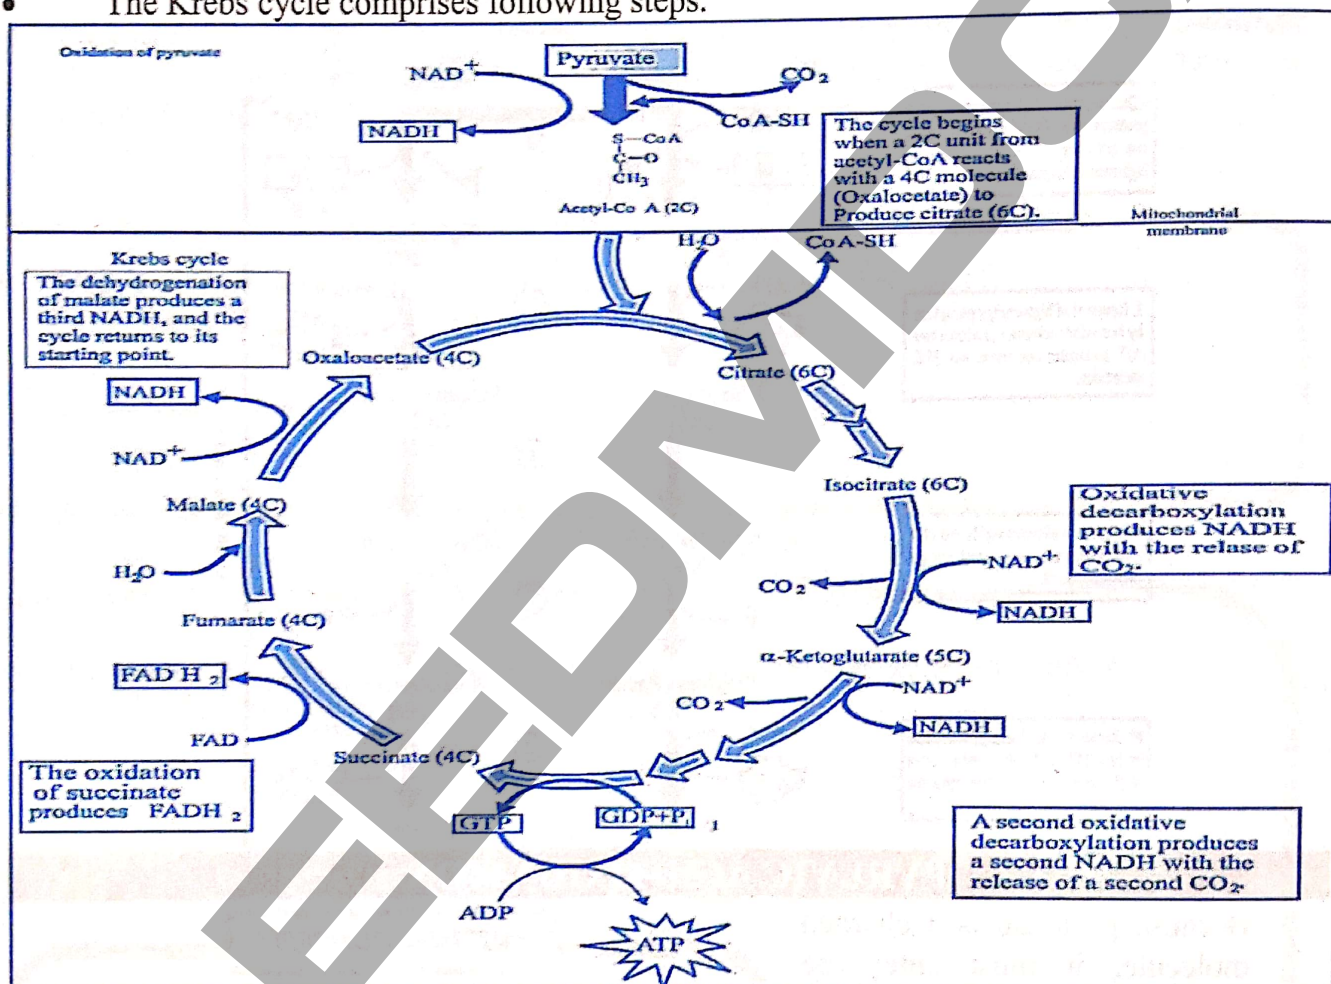 • The Krebs cycle comprises following steps.
Oxidation of pyruvate
Pyruvate
NAD+
CO2
NADH
CoA-SH
S—CoA
C—O
CH3
Acetyl-Co A (2C)
The cycle begins
when a 2C unit from
acetyl-CoA reacts
with a 4C molecule
(Oxalocetate) to
Produce citrate (6C).
Mitochondrial
membrane
H2O
CoA-SH
Krebs cycle
The dehydrogenation
of malate produces a
third NADH, and the
cycle returns to its
starting point.
Oxaloacetate (4C)
Citrate (6C)
NADH
NAD+
Isocitrate (6C)
Malate (4C)
Oxidative
decarboxylation
produces NADH
with the relase of
CO2.
NAD+
H2O
CO2
NADH
Fumarate (4C)
α-Ketoglutarate (5C)
FAD H 2
NAD+
CO2
NADH
FAD
Succinate (4C)
The oxidation
of succinate
produces FADH 2
GTP
GDP+Pi
1
A second oxidative
decarboxylation produces
a second NADH with the
release of a second CO2.
ADP
ATP